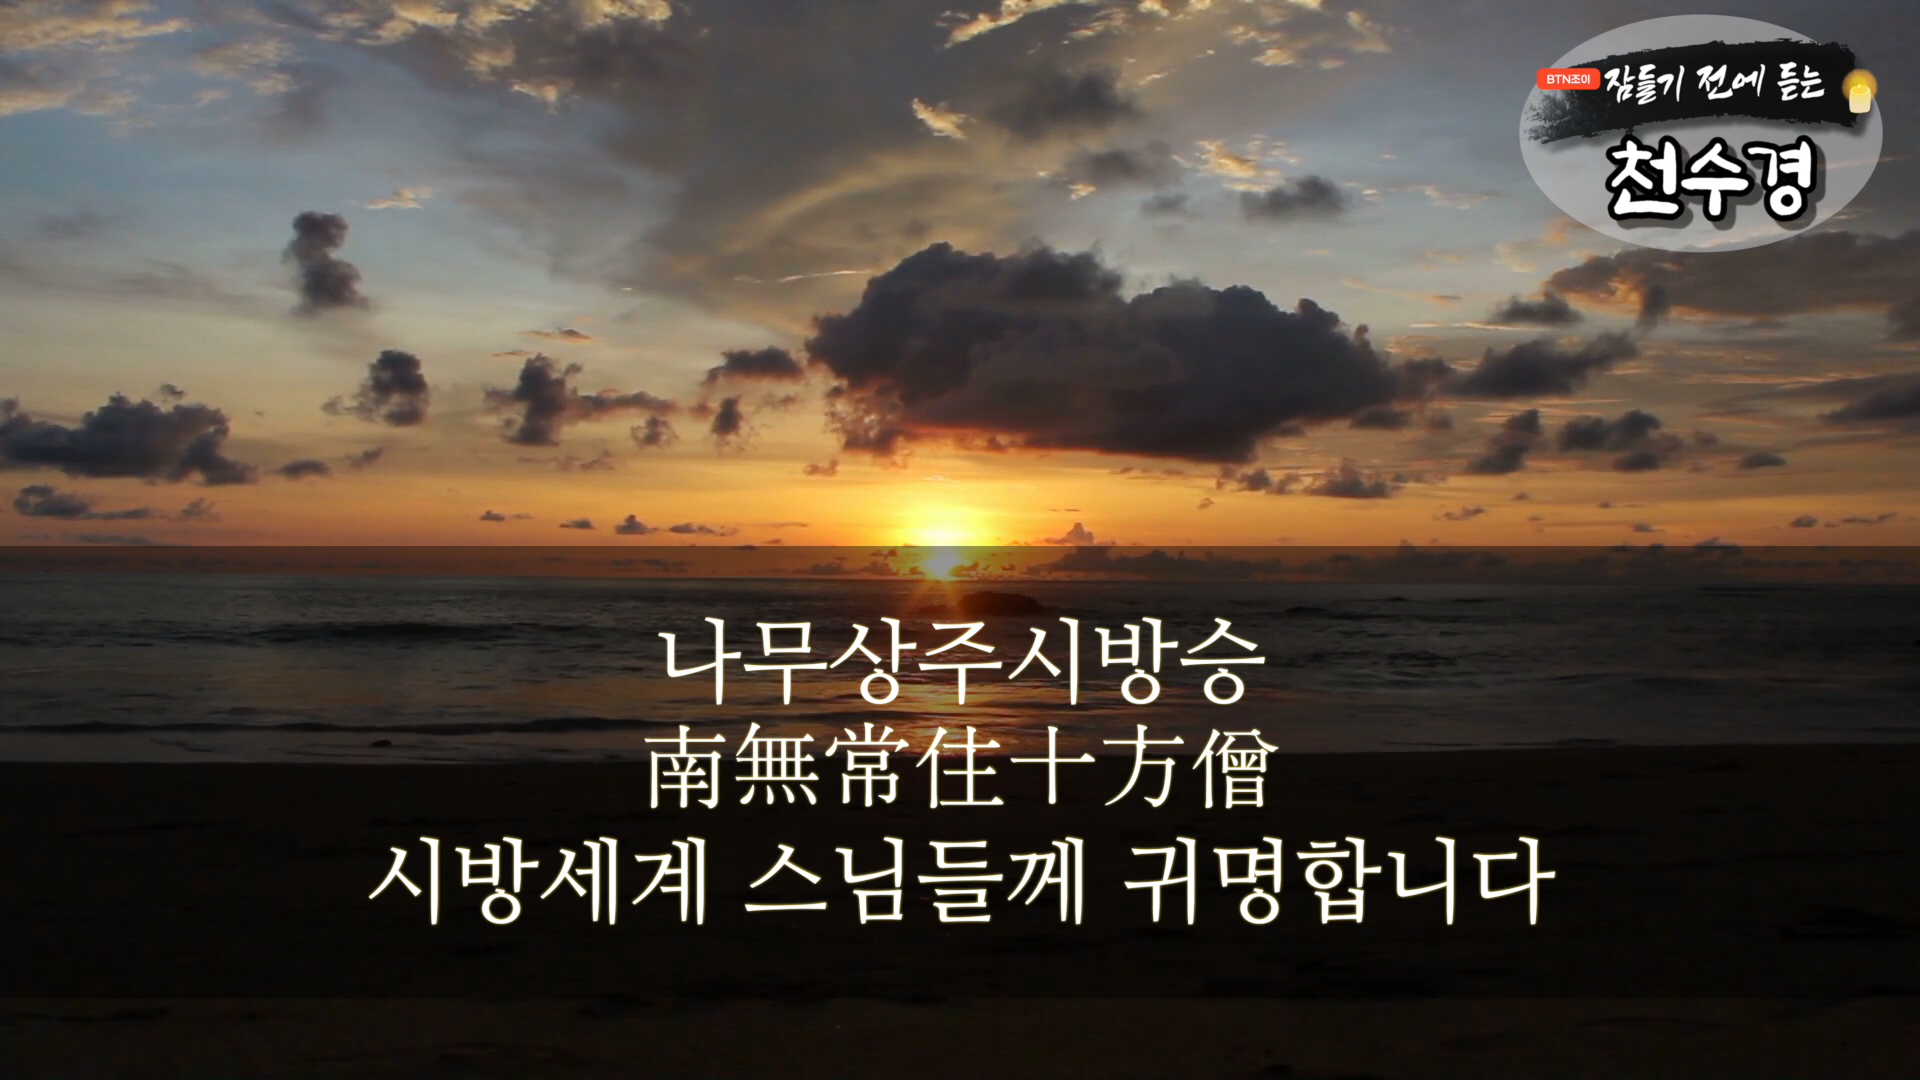 BTN조이 잠들기 전에 듣는
천수경
나무상주시방승
南無常住十方僧
시방세계 스님들께 귀명합니다